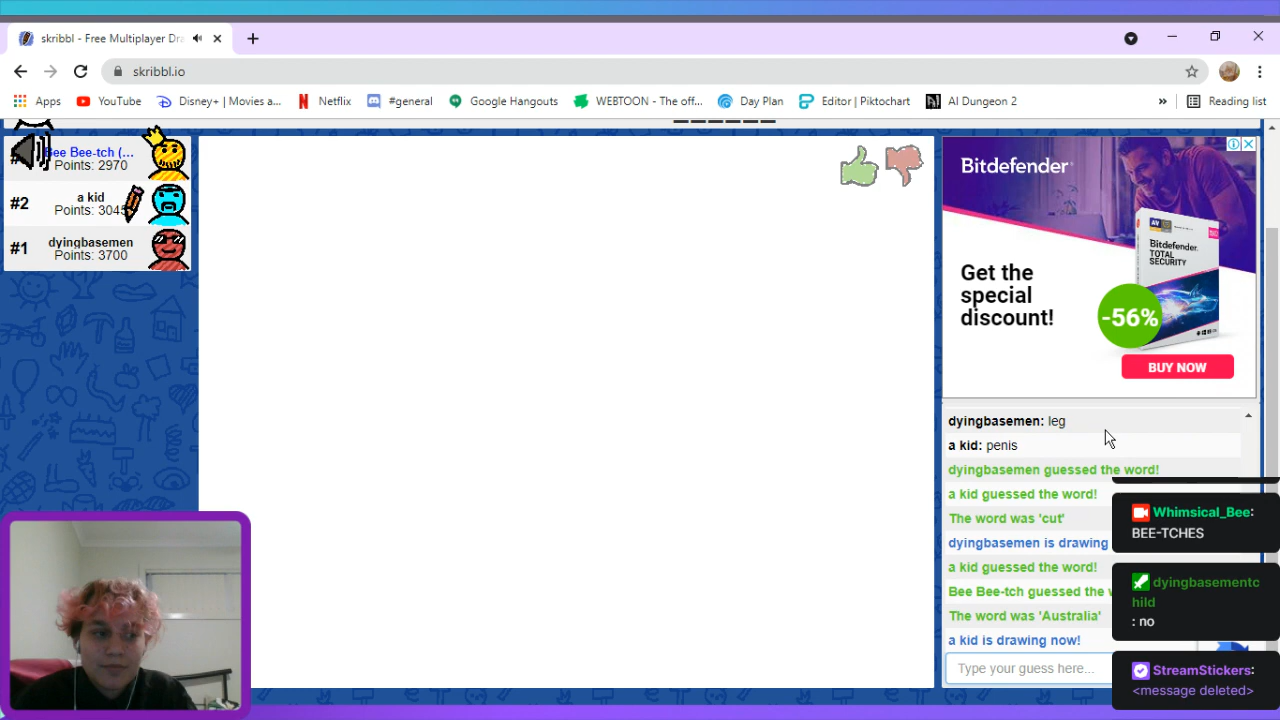 skribbl - Free Multiplayer Dra
skribbl.io
Apps
YouTube
Disney+ | Movies a...
Netflix
#general
Google Hangouts
WEBTOON - The off...
Day Plan
Editor | Piktochart
AI Dungeon 2
»
Reading list
Bee Bee-tch (...
Points: 2970
#2
a kid
Points: 3045
#1
dyingbasemen
Points: 3700
Bitdefender
Bitdefender
TOTAL
SECURITY
Get the
special
discount!
-56%
BUY NOW
dyingbasemen: leg
a kid: penis
dyingbasemen guessed the word!
a kid guessed the word!
The word was 'cut'
dyingbasemen is drawing
a kid guessed the word!
Bee Bee-tch guessed the
The word was 'Australia'
a kid is drawing now!
Type your guess here...
Whimsical_Bee:
BEE-TCHES
dyingbasementc
hild
: no
StreamStickers:
<message deleted>